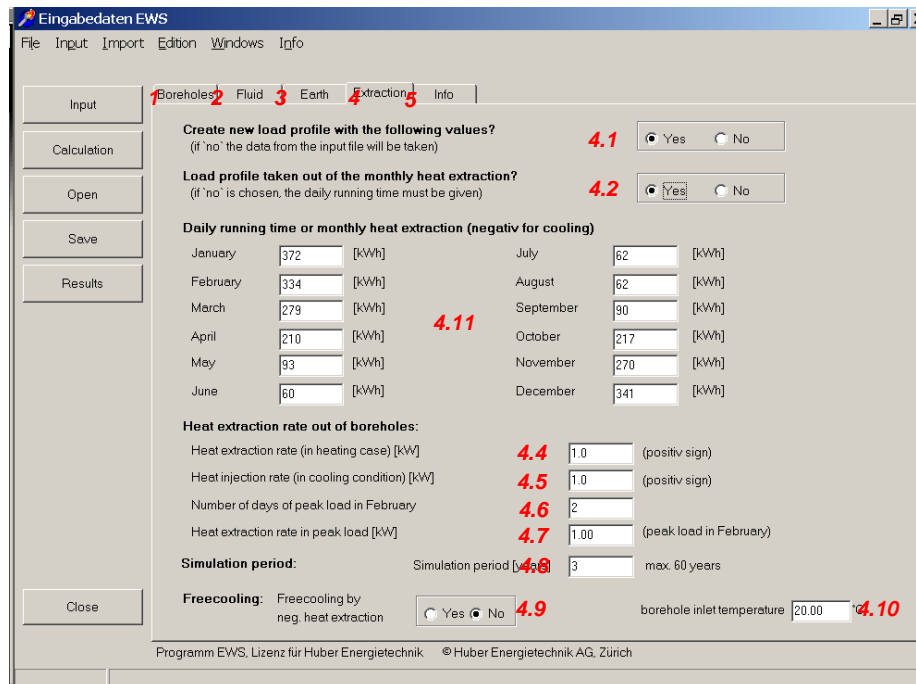 Eingabedaten EWS
File Input Import Edition Windows Info
Input
Calculation
Open
Save
Results
Close
1 Boreholes 2 Fluid 3 Earth 4 Extraction 5 Info
Create new load profile with the following values? 4.1 Yes No
(if `no` the data from the input file will be taken)
Load profile taken out of the monthly heat extraction? 4.2 Yes No
(if `no` is chosen, the daily running time must be given)
Daily running time or monthly heat extraction (negativ for cooling)
January 372 [kWh] July 62 [kWh]
February 334 [kWh] August 62 [kWh]
March 279 [kWh] September 90 [kWh]
4.11
April 210 [kWh] October 217 [kWh]
May 93 [kWh] November 270 [kWh]
June 60 [kWh] December 341 [kWh]
Heat extraction rate out of boreholes:
Heat extraction rate (in heating case) [kW] 4.4 1.0 (positiv sign)
Heat injection rate (in cooling condition) [kW] 4.5 1.0 (positiv sign)
Number of days of peak load in February 4.6 2
Heat extraction rate in peak load [kW] 4.7 1.00 (peak load in February)
Simulation period: Simulation period [years] 4.8 3 max. 60 years
Freecooling: Freecooling by neg. heat extraction Yes No 4.9 borehole inlet temperature 20.00 °C 4.10
Programm EWS, Lizenz für Huber Energietechnik © Huber Energietechnik AG, Zürich